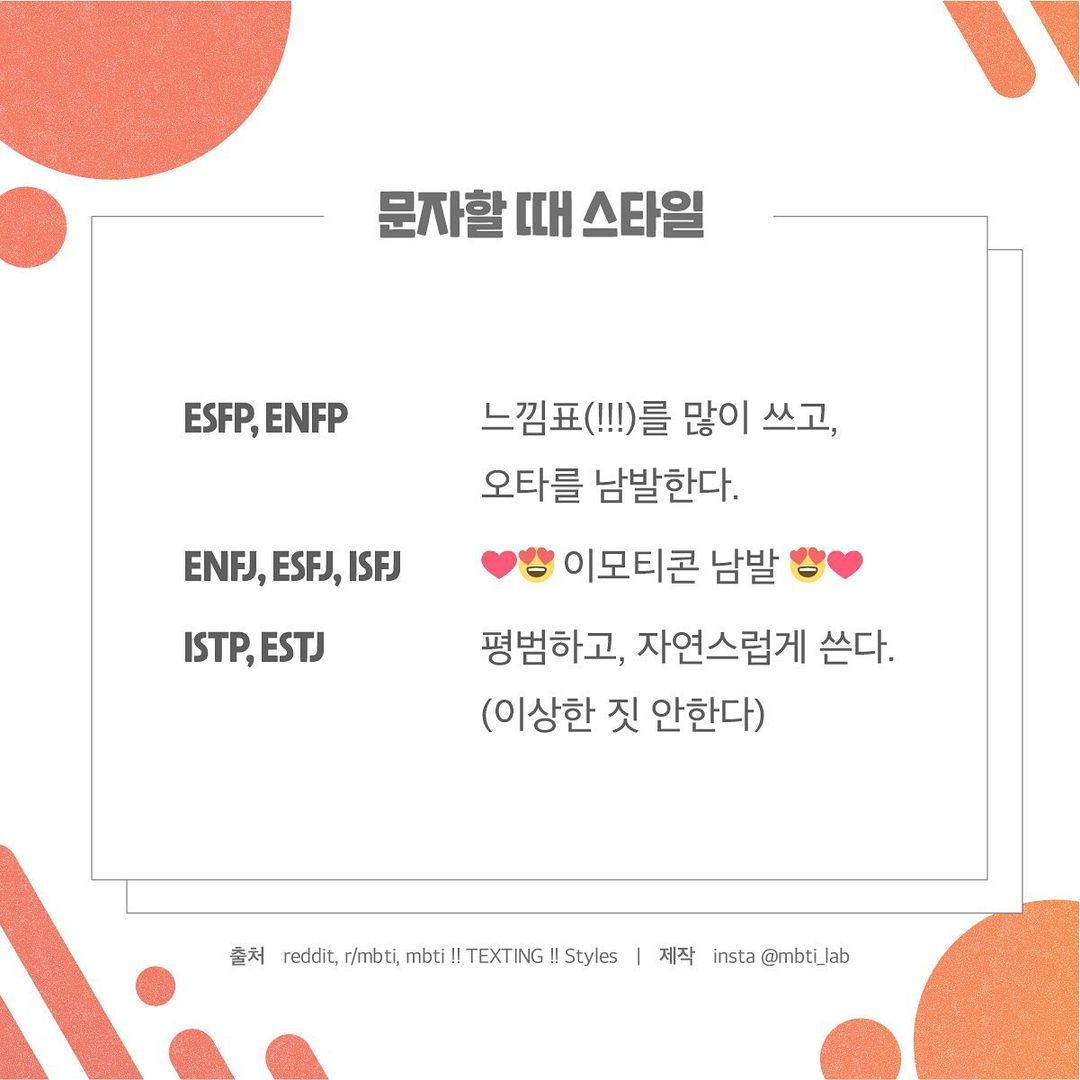 문자할 때 스타일
ESFP, ENFP 느낌표(!!!)를 많이 쓰고,
오타를 남발한다.
ENFJ, ESFJ, ISFJ ❤😍 이모티콘 남발 😍❤
ISTP, ESTJ 평범하고, 자연스럽게 쓴다.
(이상한 짓 안한다)
출처 reddit, r/mbti, mbti !! TEXTING !! Styles | 제작 insta @mbti_lab